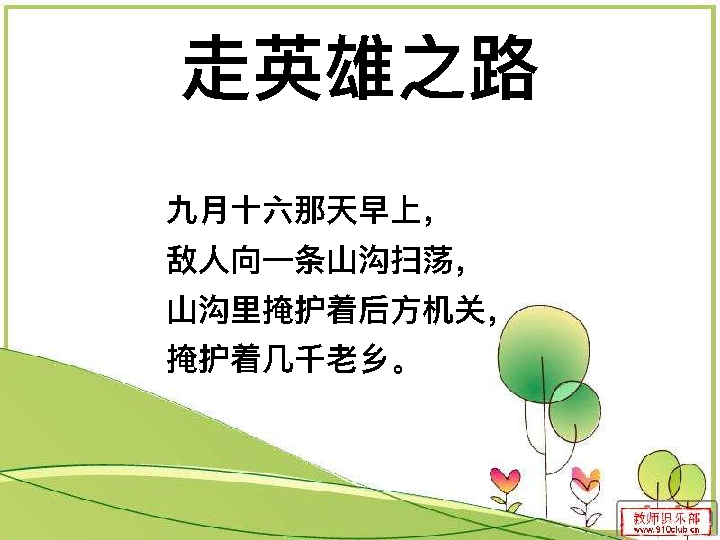 走英雄之路
九月十六那天早上，
敌人向一条山沟扫荡，
山沟里掩护着后方机关，
掩护着几千老乡。
教师俱乐部
www.910club.cn